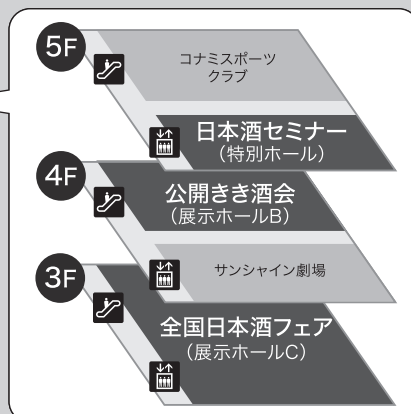 5F
コナミスポーツ
クラブ
日本酒セミナー
(特別ホール)
4F
公開きき酒会
(展示ホールB)
サンシャイン劇場
3F
全国日本酒フェア
(展示ホールC)